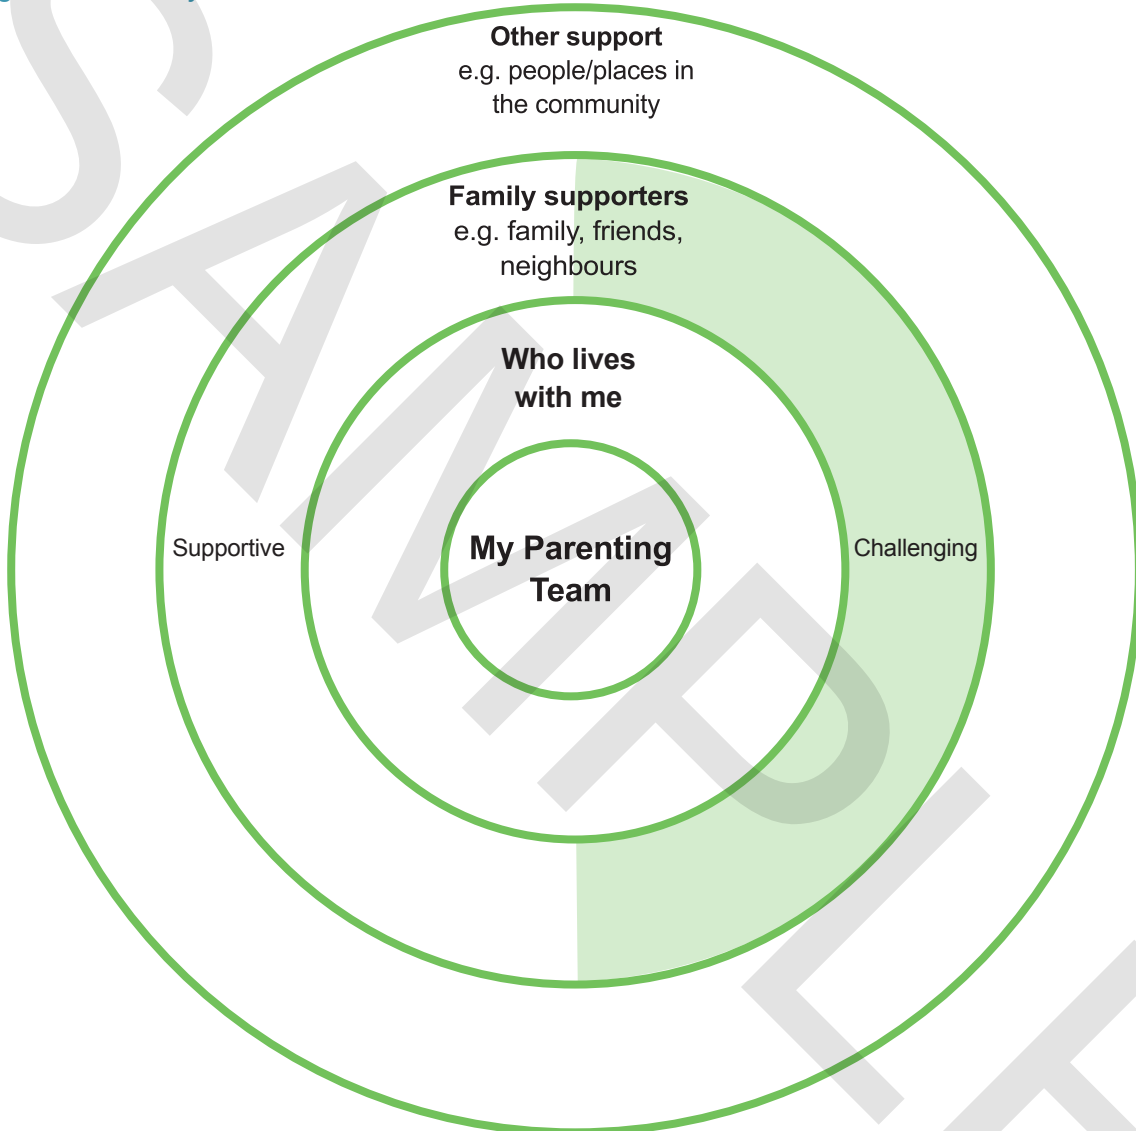 Other support
e.g. people/places in
the community
Family supporters
e.g. family, friends,
neighbours
Who lives
with me
Supportive
My Parenting
Team
Challenging
SAMPLE